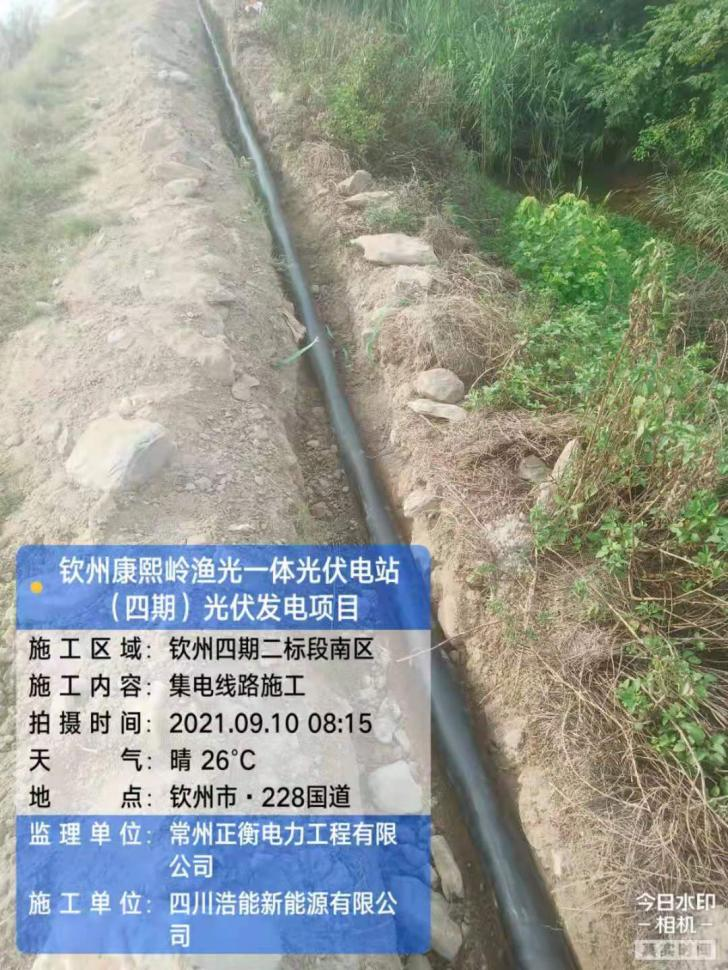 钦州康熙岭渔光一体光伏电站
（四期）光伏发电项目
施工区域：钦州四期二标段南区
施工内容：集电线路施工
拍摄时间：2021.09.10 08:15
天气：晴 26°C
地点：钦州市·228国道
监理单位：常州正衡电力工程有限
公司
施工单位：四川浩能新能源有限公
司
今日水印
-相机-
真实时间